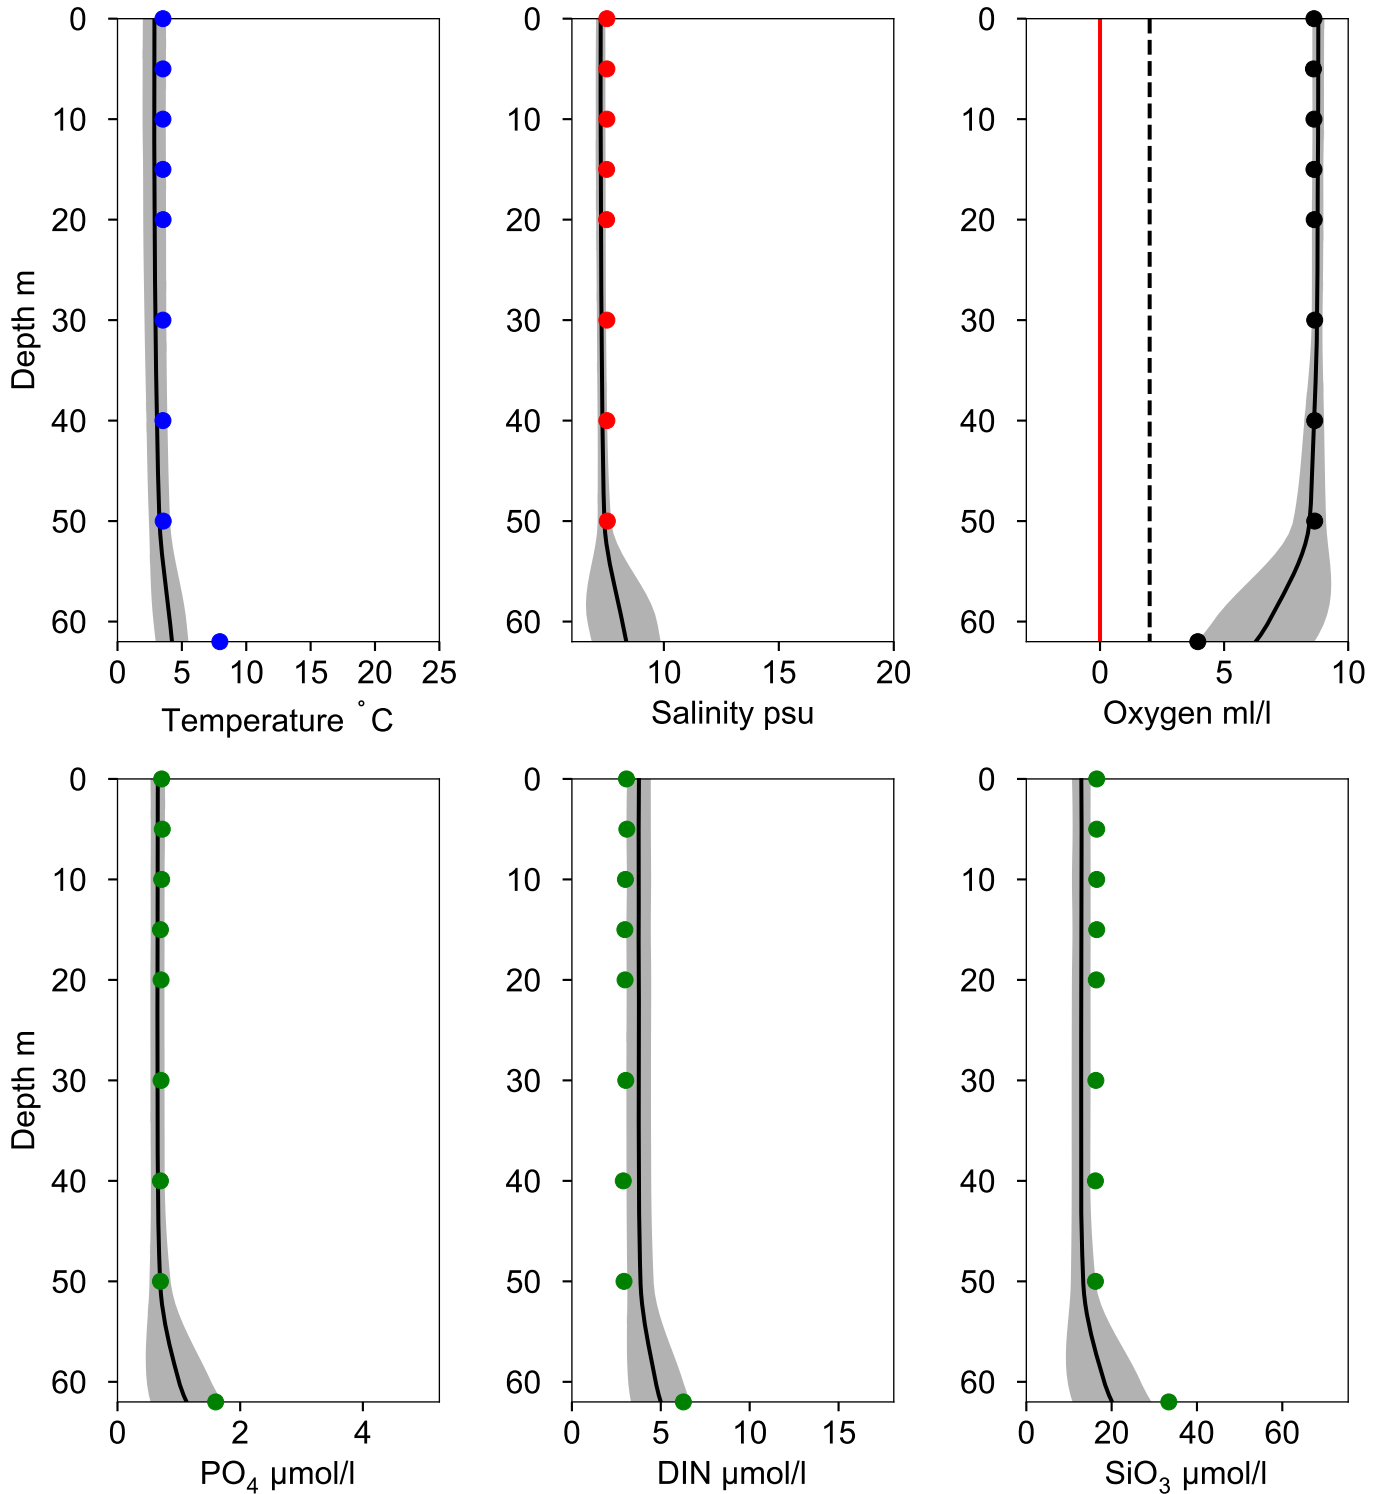 0 0 0
10 10 10
20 20 20
30 30 30
40 40 40
50 50 50
60 60 60
Depth m
0 5 10 15 20 25
10 15 20
0 5 10
Temperature °C
Salinity psu
Oxygen ml/l
0 0 0
10 10 10
20 20 20
30 30 30
40 40 40
50 50 50
60 60 60
Depth m
0 2 4
0 5 10 15
0 20 40 60
PO₄ µmol/l
DIN µmol/l
SiO₃ µmol/l